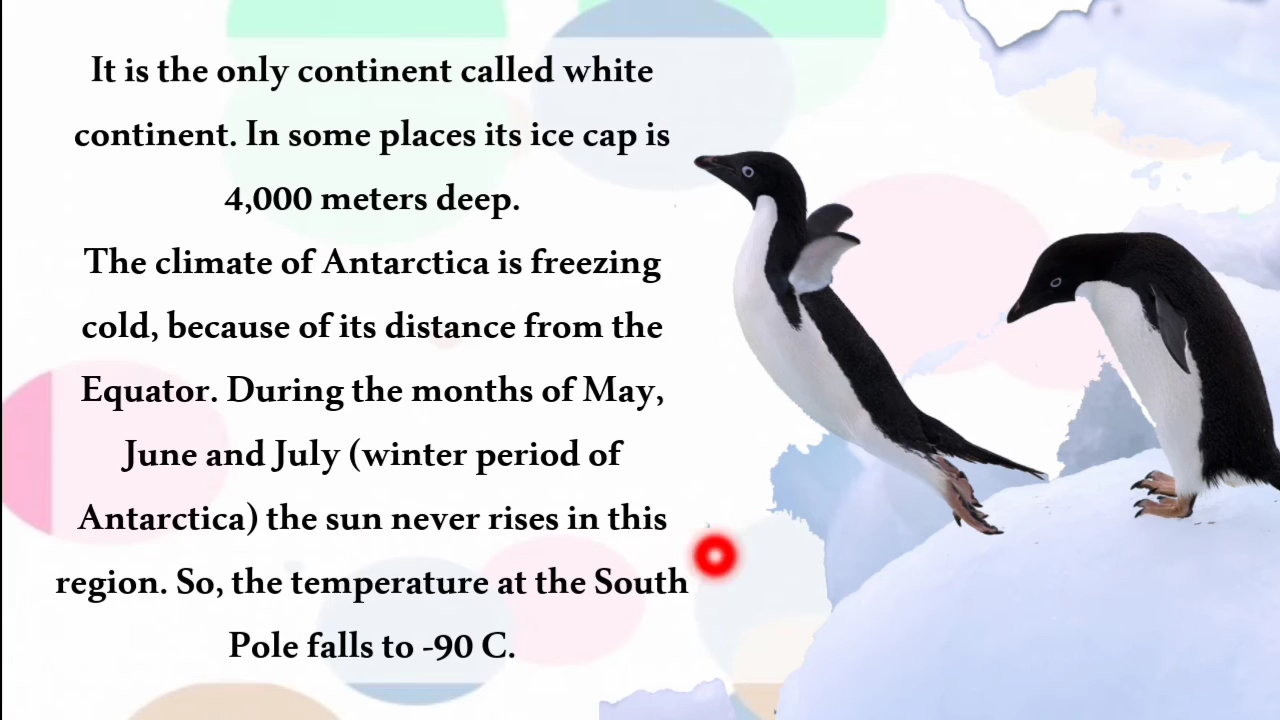 It is the only continent called white
continent. In some places its ice cap is
4,000 meters deep.
The climate of Antarctica is freezing
cold, because of its distance from the
Equator. During the months of May,
June and July (winter period of
Antarctica) the sun never rises in this
region. So, the temperature at the South
Pole falls to -90 C.